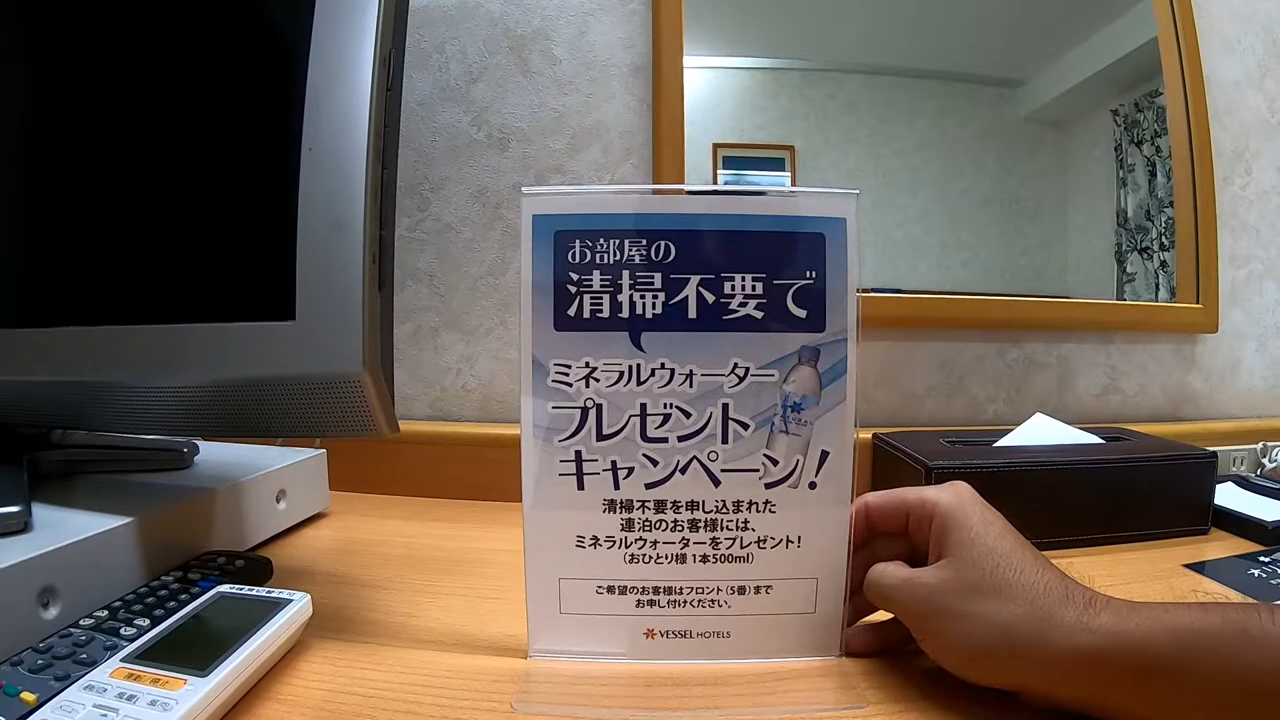 お部屋の
清掃不要で
ミネラルウォーター
プレゼント
キャンペーン!
清掃不要を申し込まれた
連泊のお客様には、
ミネラルウォーターをプレゼント!
(おひとり様 1本500ml)
ご希望のお客様はフロント(5番)まで
お申し付けください。
VESSEL HOTELS
運転/停止